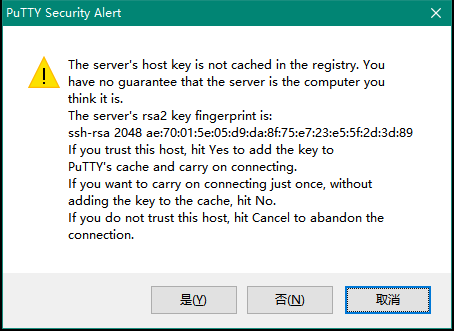 PuTTY Security Alert
The server's host key is not cached in the registry. You
have no guarantee that the server is the computer you
think it is.
The server's rsa2 key fingerprint is:
ssh-rsa 2048 ae:70:01:5e:05:d9:da:8f:75:e7:23:e5:5f:2d:3d:89
If you trust this host, hit Yes to add the key to
PuTTY's cache and carry on connecting.
If you want to carry on connecting just once, without
adding the key to the cache, hit No.
If you do not trust this host, hit Cancel to abandon the
connection.
是(Y) 否(N) 取消